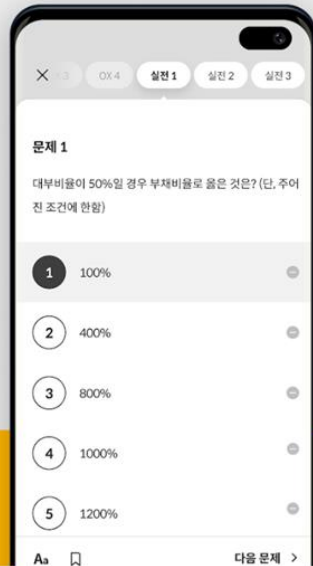 OX 4 실전 1 실전 2 실전 3
문제 1
대부비율이 50%일 경우 부채비율로 옳은 것은? (단, 주어
진 조건에 한함)
1 100%
2 400%
3 800%
4 1000%
5 1200%
Aa 다음 문제 >